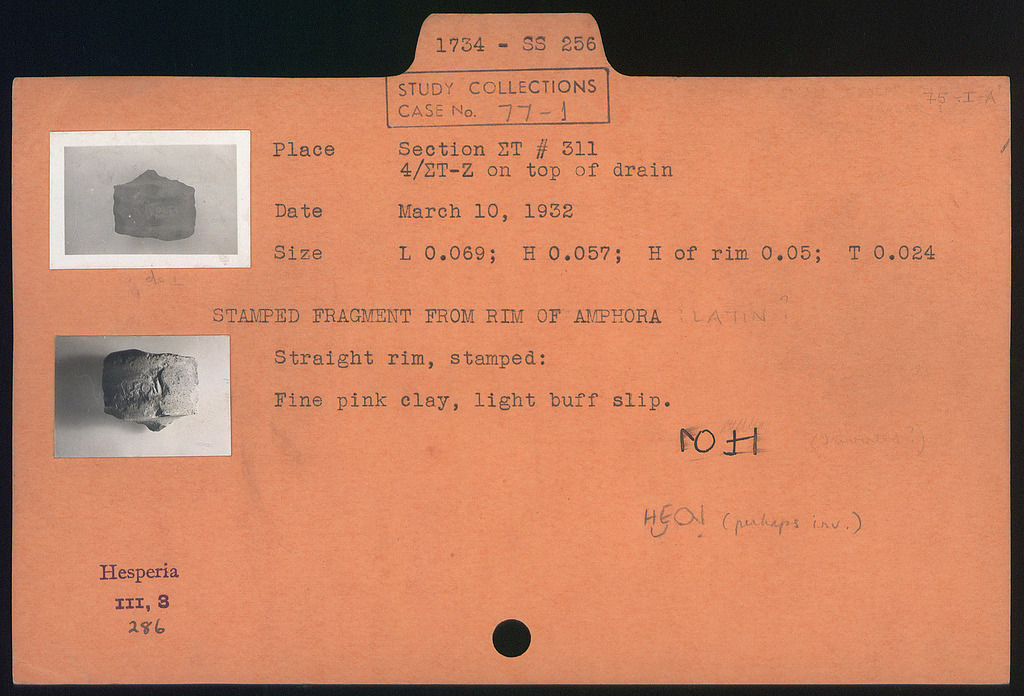 1734 - SS 256
STUDY COLLECTIONS
CASE No. 77-1
75-I-A
Place Section ΣT # 311
4/ΣT-Z on top of drain
Date March 10, 1932
Size L 0.069; H 0.057; H of rim 0.05; T 0.024
STAMPED FRAGMENT FROM RIM OF AMPHORA LATIN?
Straight rim, stamped:
Fine pink clay, light buff slip.
(perhaps inv.)
Hesperia
III, 3
286